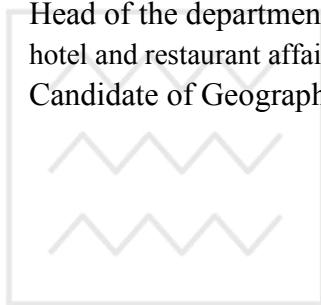 Head of the departmen
hotel and restaurant affai
Candidate of Geograph